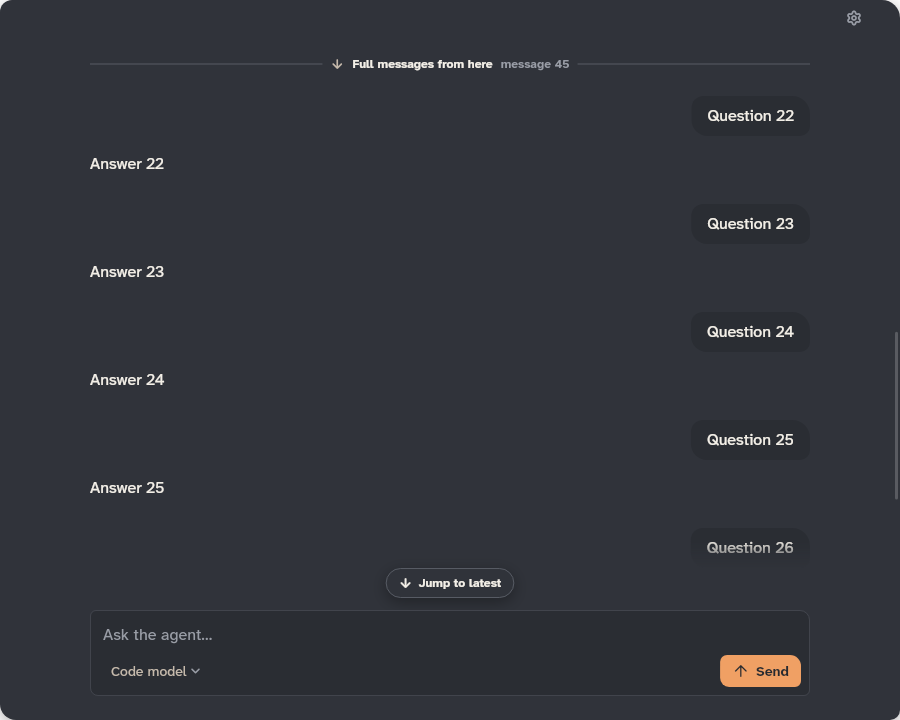 Full messages from here message 45
Question 22
Answer 22
Question 23
Answer 23
Question 24
Answer 24
Question 25
Answer 25
Question 26
Jump to latest
Ask the agent...
Code model
Send